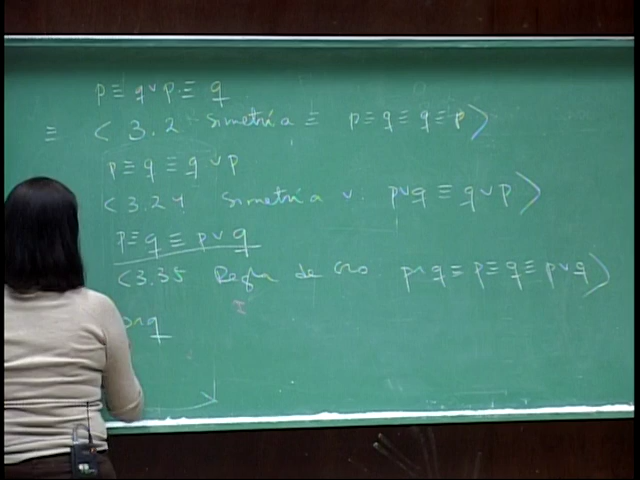 p ≡ q ∨ p ≡ q
≡ < 3.2 Simetría ≡ p ≡ q ≡ q ≡ p >
p ≡ q ≡ q ∨ p
< 3.24 Simetría ∨ p ∨ q ≡ q ∨ p >
p ≡ q ≡ p ∨ q
< 3.35 Regla de oro p ∧ q ≡ p ≡ q ≡ p ∨ q >
p ∧ q